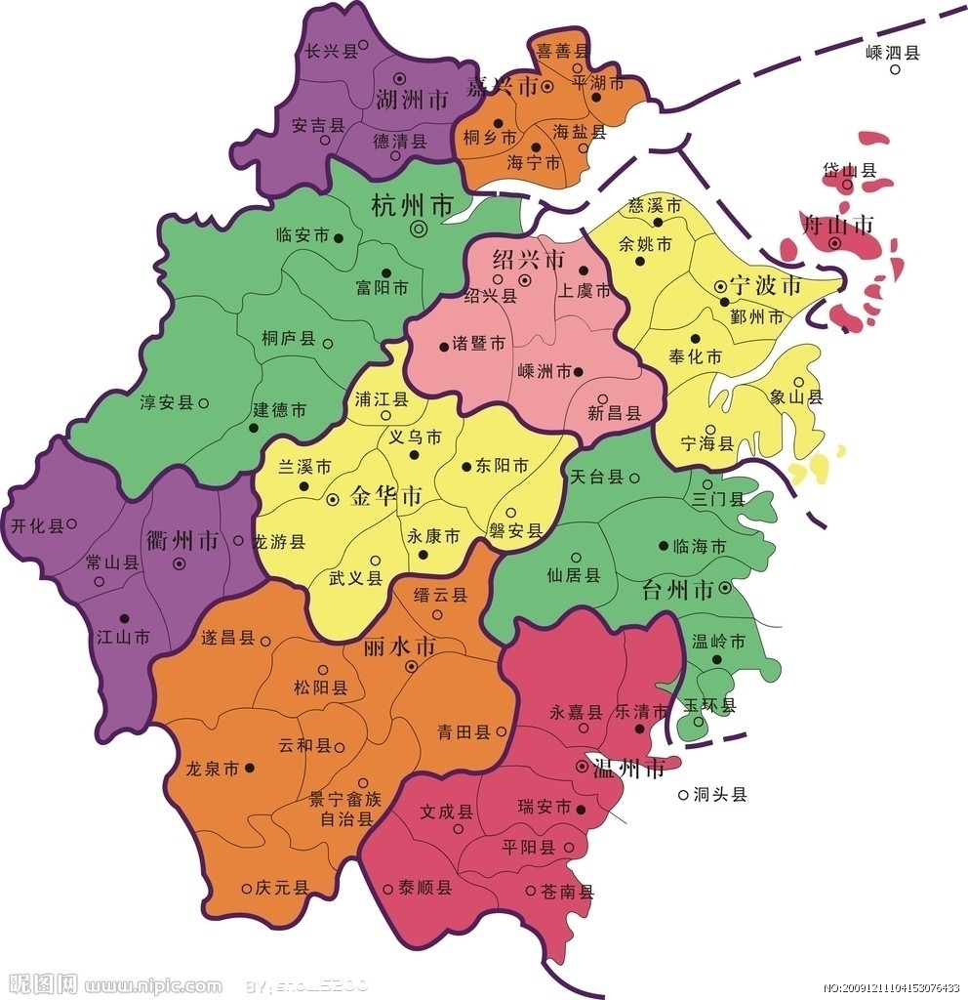 嵊泗县
长兴县
喜善县
湖洲市
嘉兴市
平湖市
安吉县
桐乡市
海盐县
德清县
海宁市
岱山县
杭州市
慈溪市
舟山市
临安市
余姚市
绍兴市
富阳市
绍兴县
上虞市
宁波市
鄞州市
桐庐县
诸暨市
嵊洲市
奉化市
淳安县
建德市
浦江县
新昌县
象山县
义乌市
宁海县
兰溪市
东阳市
天台县
金华市
三门县
开化县
衢州市
龙游县
永康市
磐安县
临海市
常山县
武义县
仙居县
台州市
缙云县
江山市
遂昌县
丽水市
温岭市
松阳县
永嘉县
乐清市
玉环县
云和县
青田县
龙泉市
温州市
景宁畲族
自治县
文成县
瑞安市
洞头县
平阳县
庆元县
泰顺县
苍南县
昵图网 www.nipic.com
NO:20091211104153076433